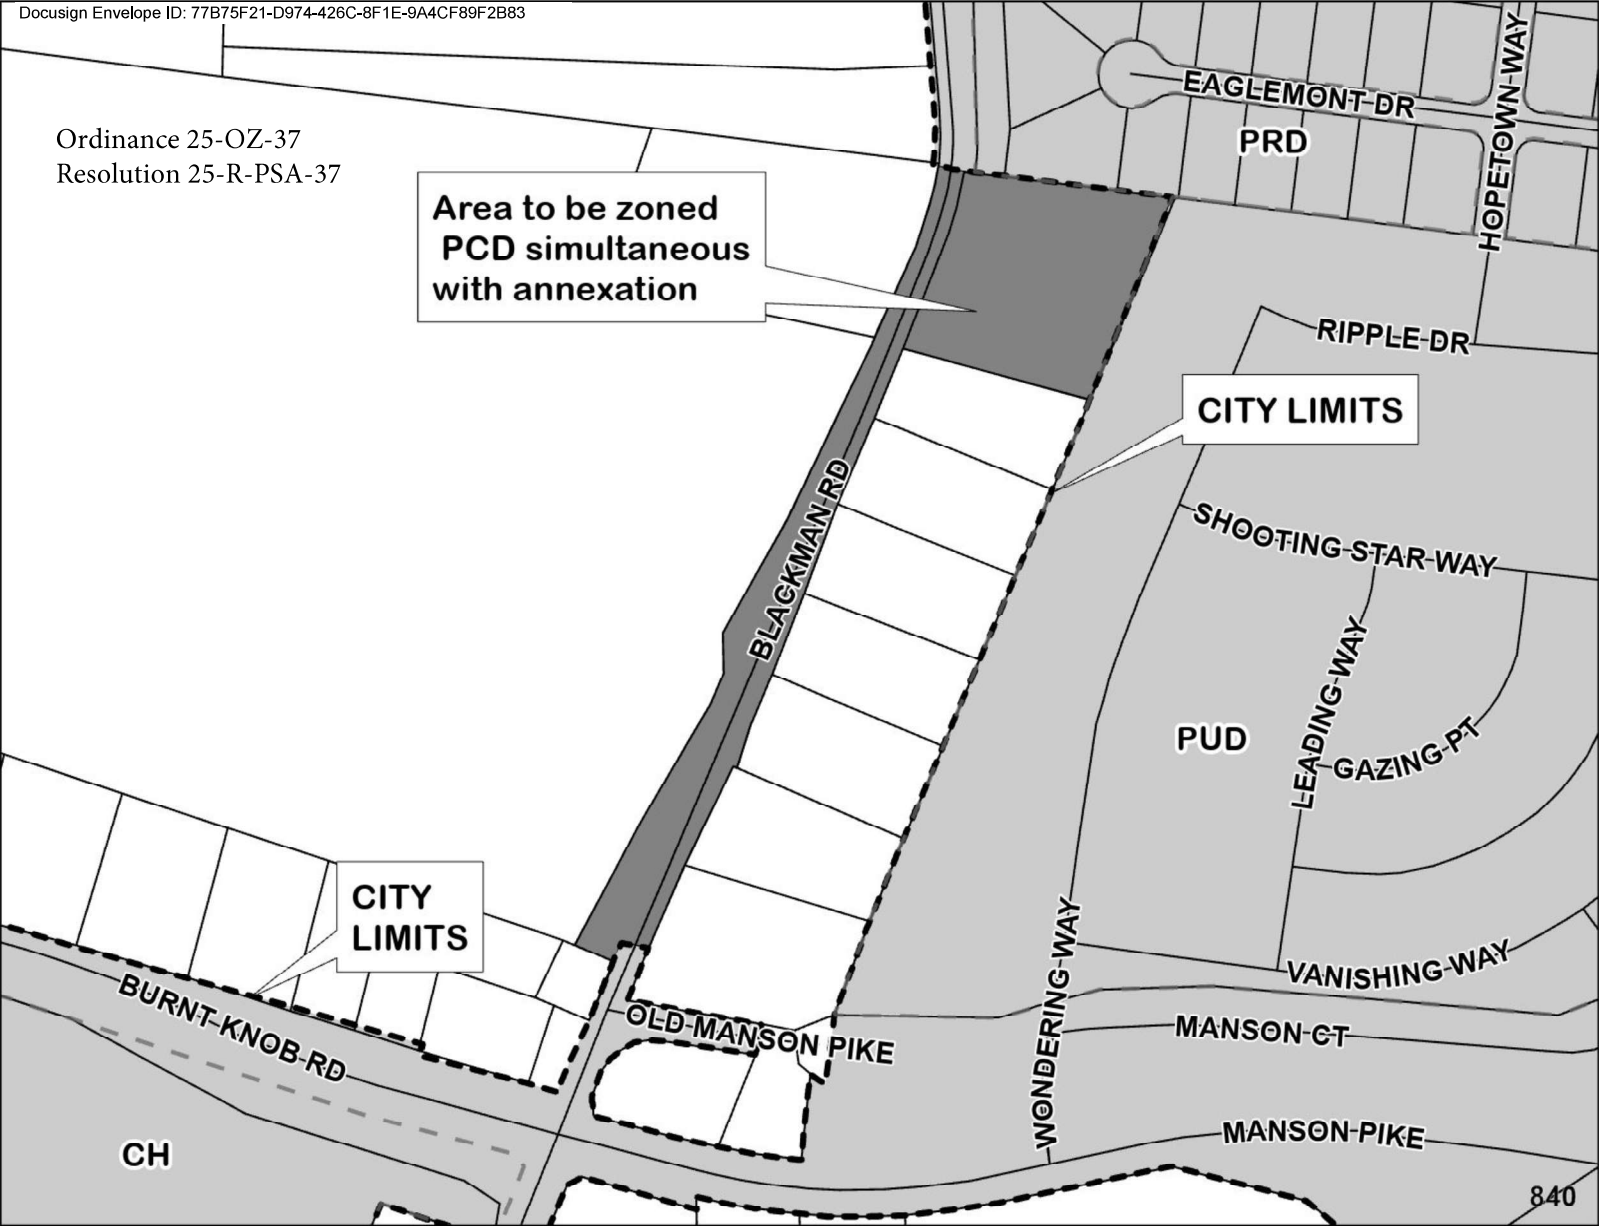 Docusign Envelope ID: 77B75F21-D974-426C-8F1E-9A4CF89F2B83
Ordinance 25-OZ-37
Resolution 25-R-PSA-37
EAGLEMONT DR
HOPETOWN WAY
PRD
Area to be zoned
PCD simultaneous
with annexation
RIPPLE DR
CITY LIMITS
BLACKMAN RD
SHOOTING STAR WAY
LEADING WAY
PUD
GAZING PT
CITY
LIMITS
WONDERING WAY
VANISHING WAY
BURNT KNOB RD
OLD MANSON PIKE
MANSON CT
MANSON PIKE
CH
840